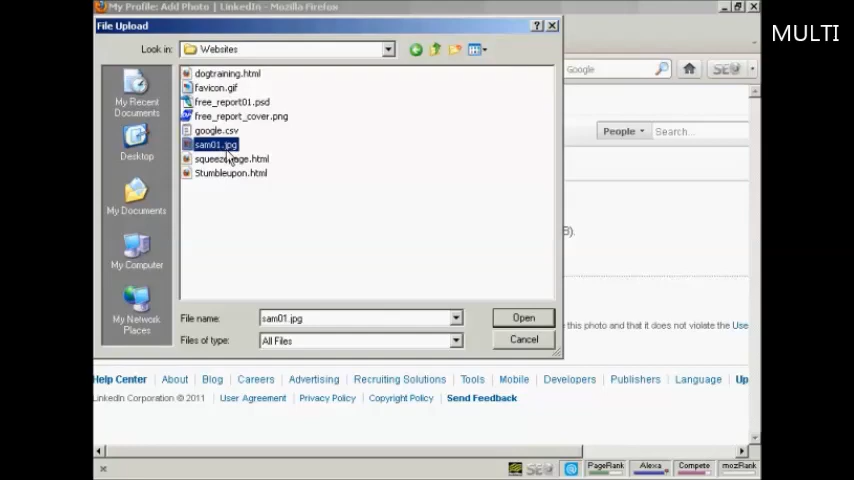 My Profile: Add Photo | LinkedIn - Mozilla Firefox
MULTI
File Upload
Look in:
Websites
Google
SEO
dogtraining.html
favicon.gif
free_report01.psd
free_report_cover.png
google.csv
sam01.jpg
Stumbleupon.html
My Recent
Documents
Desktop
My Documents
My Computer
My Network
Places
People
Search...
B).
File name:
sam01.jpg
Open
Files of type:
All Files
Cancel
this photo and that it does not violate the Use
Help Center
About
Blog
Careers
Advertising
Recruiting Solutions
Tools
Mobile
Developers
Publishers
Language
Up
LinkedIn Corporation © 2011
User Agreement
Privacy Policy
Copyright Policy
Send Feedback
SEO
PageRank
Alexa
Compete
mozRank